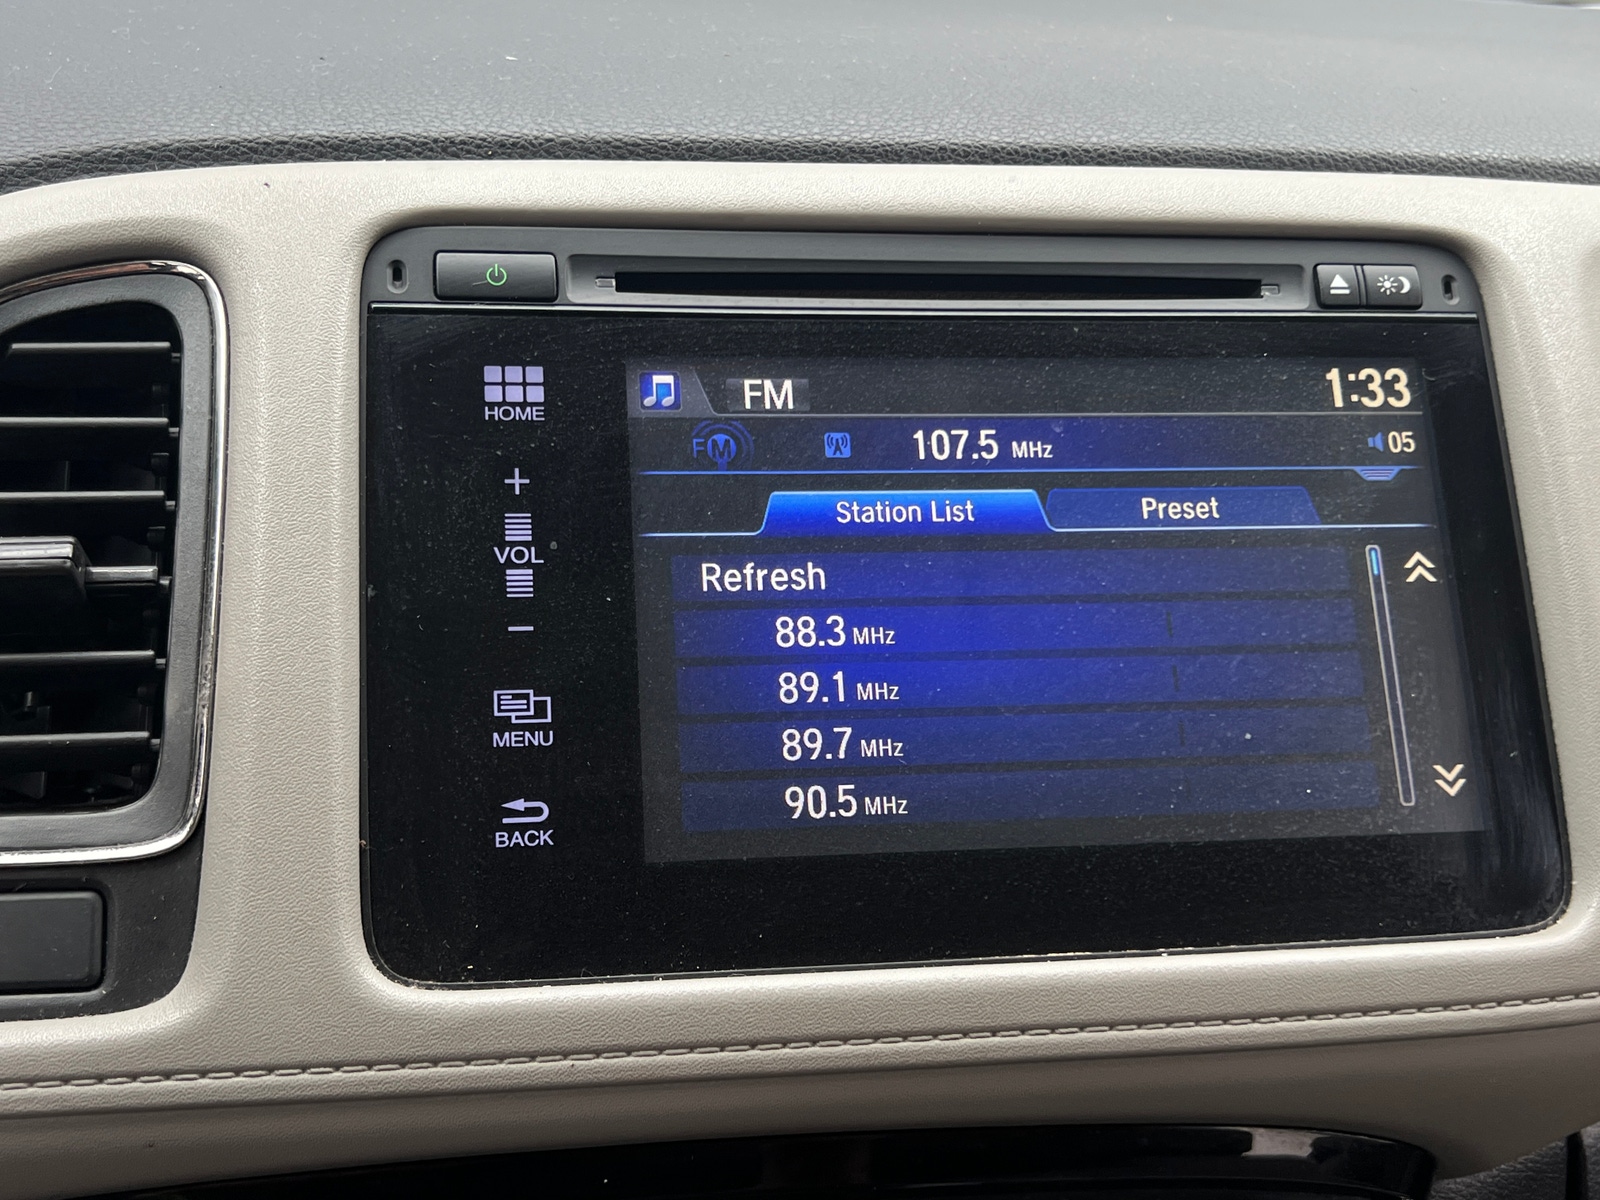 HOME
+
VOL
−
MENU
BACK
FM
1:33
FM
107.5 MHz
05
Station List
Preset
Refresh
88.3 MHz
89.1 MHz
89.7 MHz
90.5 MHz